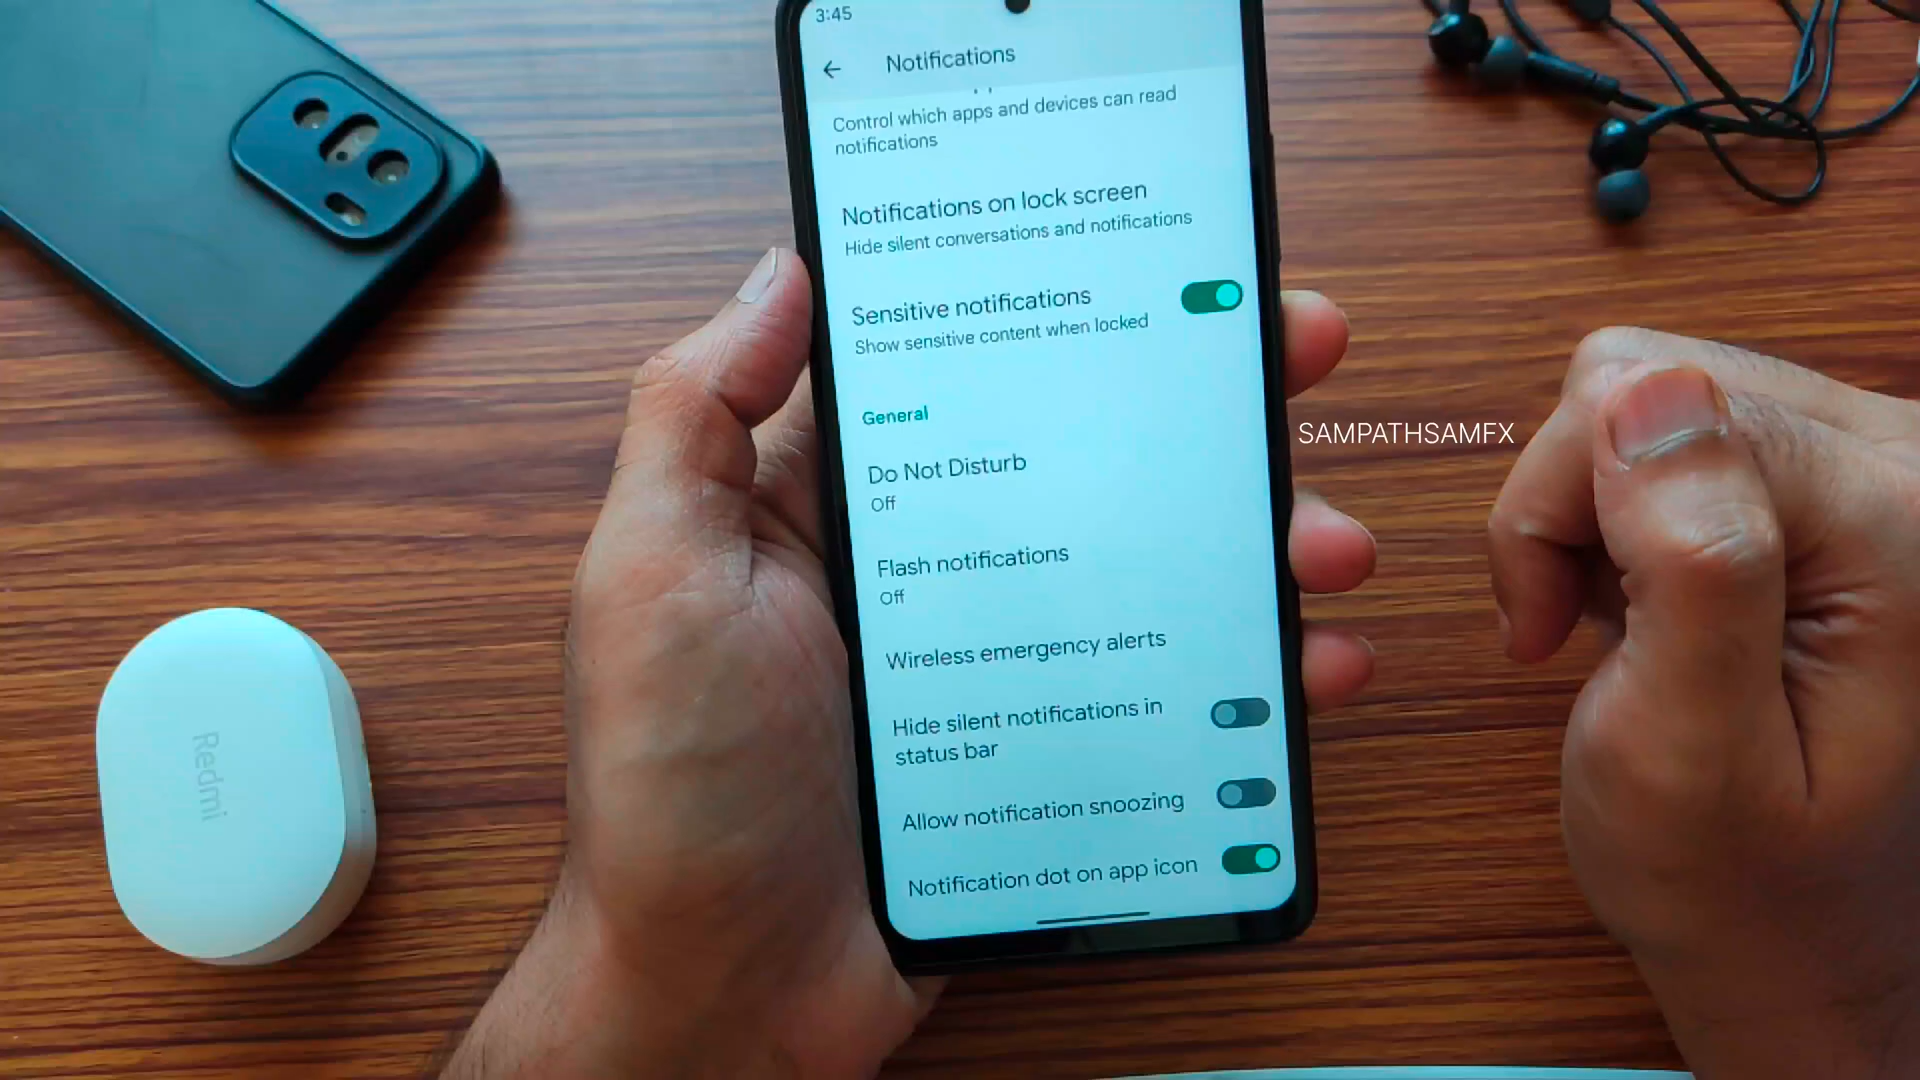 3:45
Notifications
Control which apps and devices can read
notifications
Notifications on lock screen
Hide silent conversations and notifications
Sensitive notifications
Show sensitive content when locked
General
Do Not Disturb
Off
Flash notifications
Off
Wireless emergency alerts
Hide silent notifications in
status bar
Allow notification snoozing
Notification dot on app icon
SAMPATHSAMFX
Redmi